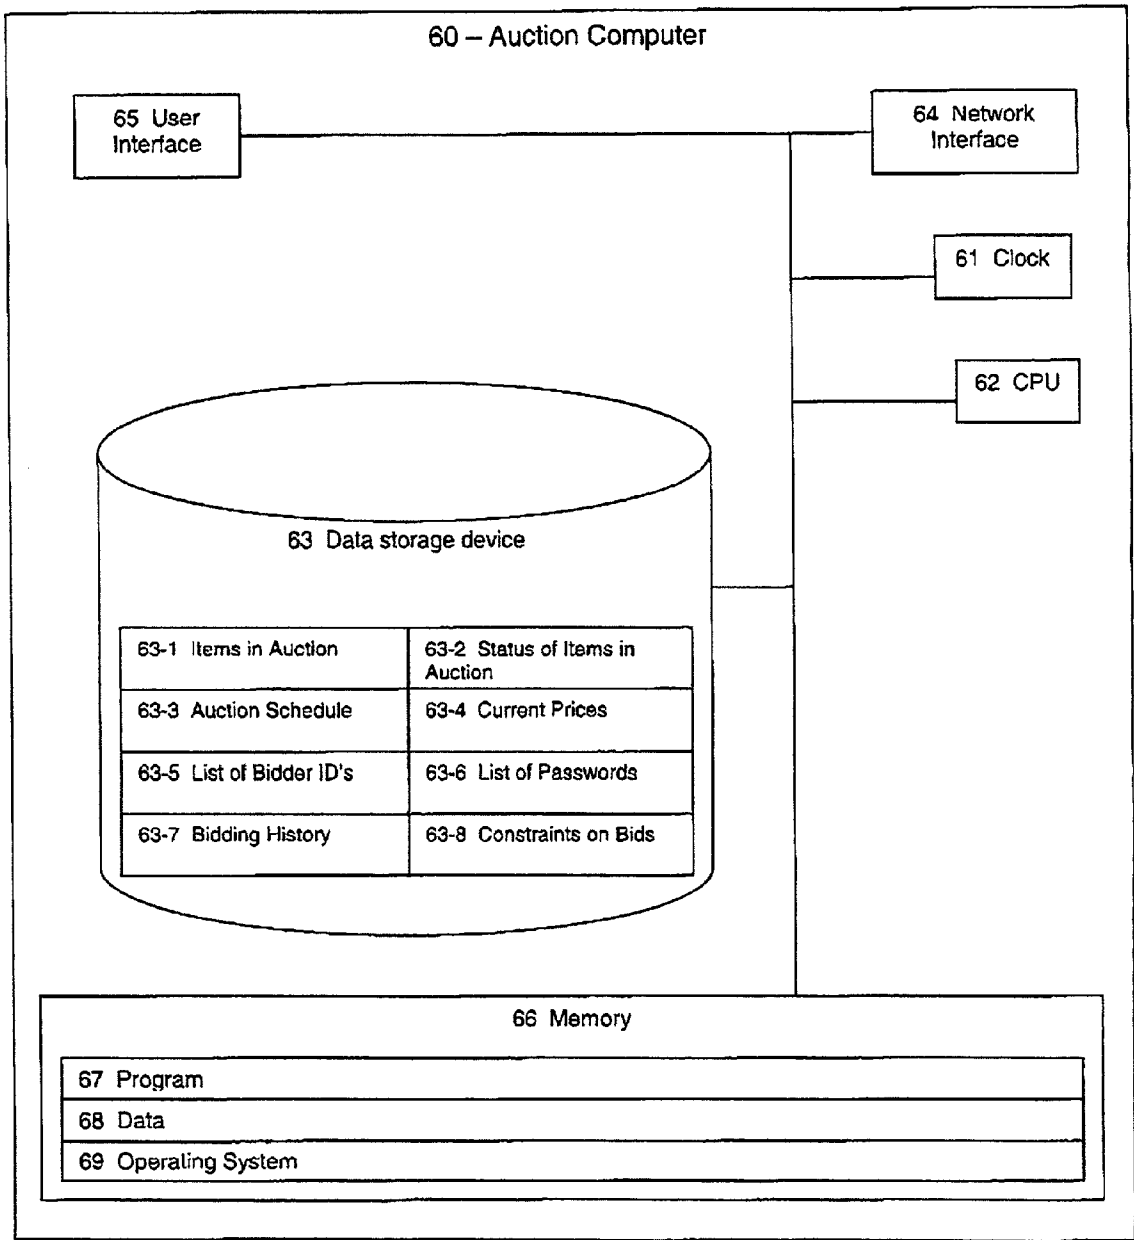 60 – Auction Computer
65 User
Interface
64 Network
Interface
61 Clock
62 CPU
63 Data storage device
63-1 Items in Auction
63-2 Status of Items in
Auction
63-3 Auction Schedule
63-4 Current Prices
63-5 List of Bidder ID's
63-6 List of Passwords
63-7 Bidding History
63-8 Constraints on Bids
66 Memory
67 Program
68 Data
69 Operating System